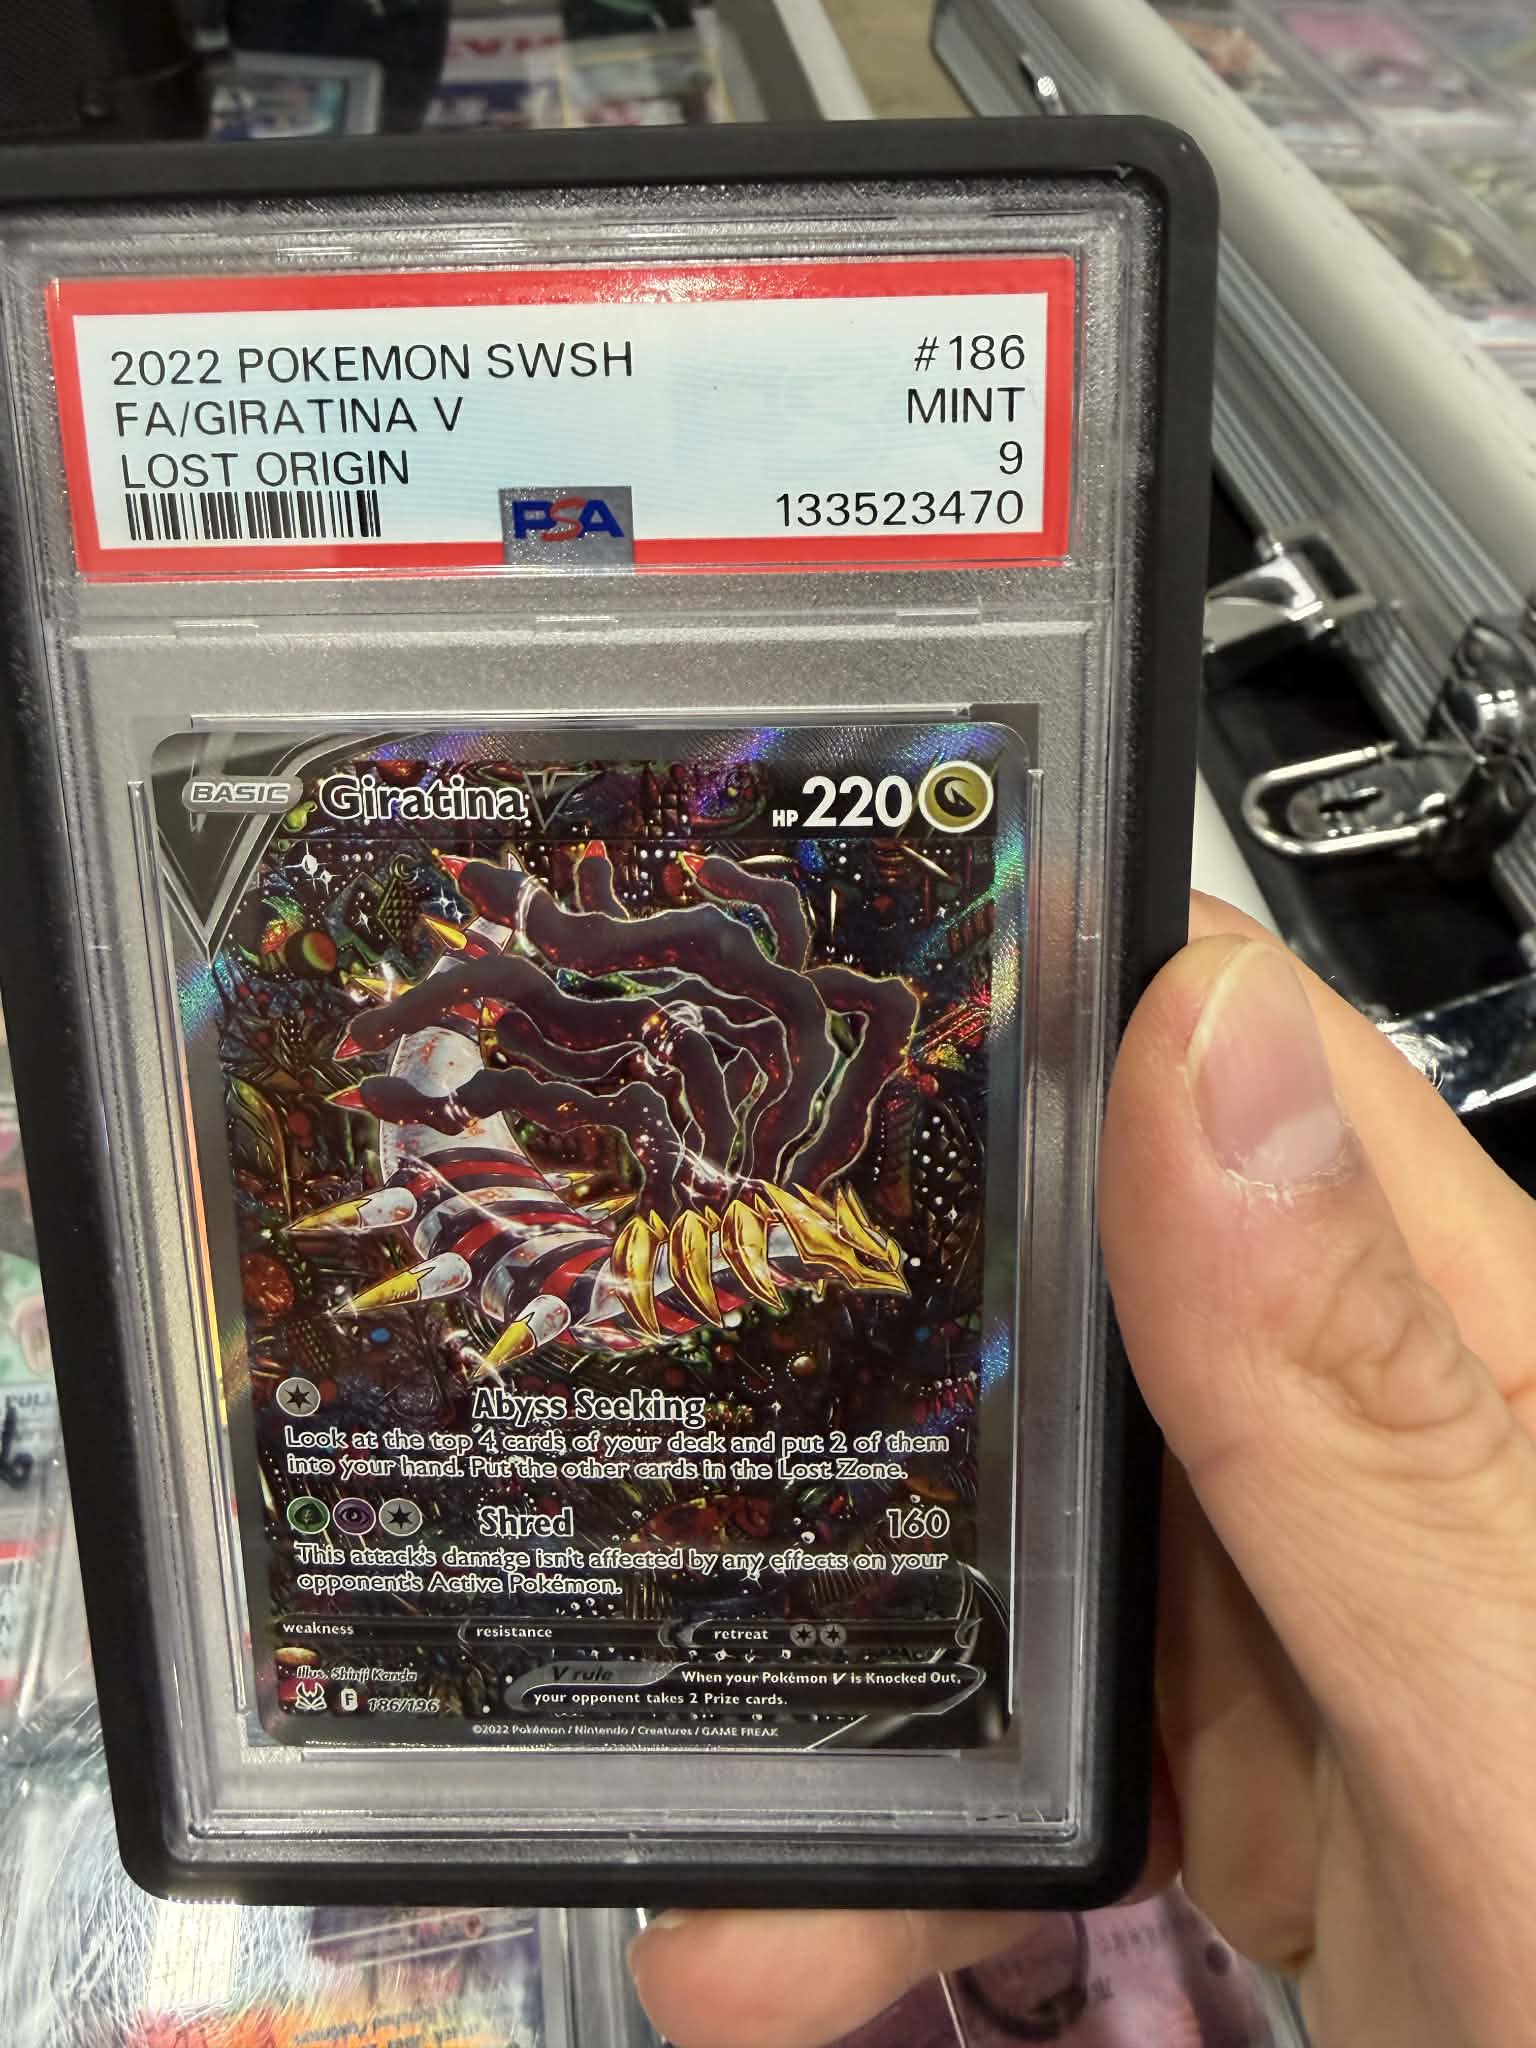 2022 POKEMON SWSH #186
FA/GIRATINA V MINT
LOST ORIGIN 9
PSA 133523470
BASIC Giratina V HP 220
Abyss Seeking
Look at the top 4 cards of your deck and put 2 of them
into your hand. Put the other cards in the Lost Zone.
Shred 160
This attack's damage isn't affected by any effects on your
opponent's Active Pokémon.
weakness resistance retreat
Illus. Shinji Kanda
V rule When your Pokémon V is Knocked Out,
your opponent takes 2 Prize cards.
F 186/196
©2022 Pokémon / Nintendo / Creatures / GAME FREAK